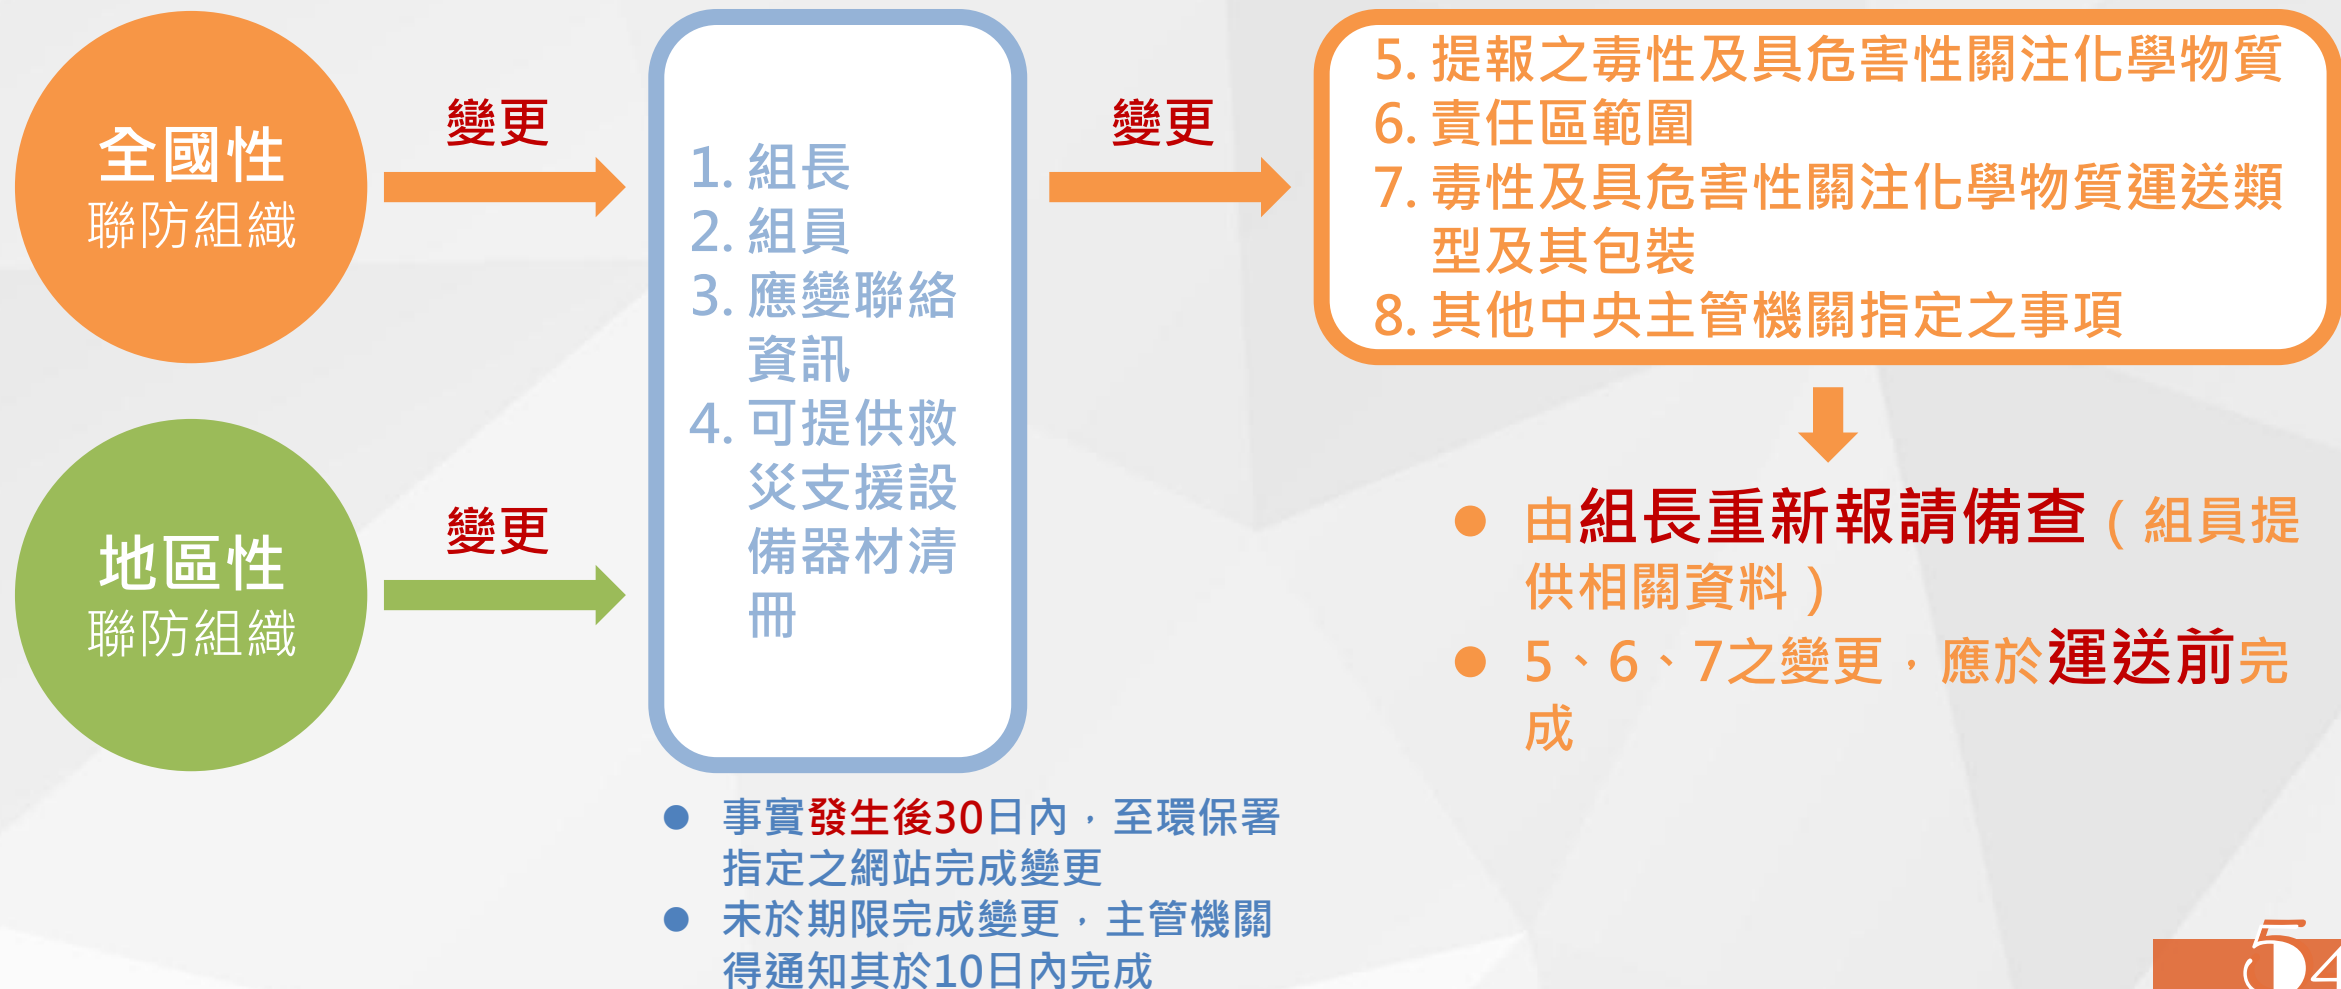 全國性
聯防組織
變更
1. 組長
2. 組員
3. 應變聯絡
資訊
4. 可提供救
災支援設
備器材清
冊
變更
5. 提報之毒性及具危害性關注化學物質
6. 責任區範圍
7. 毒性及具危害性關注化學物質運送類
型及其包裝
8. 其他中央主管機關指定之事項
地區性
聯防組織
變更
● 由組長重新報請備查（組員提
供相關資料）
● 5、6、7之變更，應於運送前完
成
● 事實發生後30日內，至環保署
指定之網站完成變更
● 未於期限完成變更，主管機關
得通知其於10日內完成
54